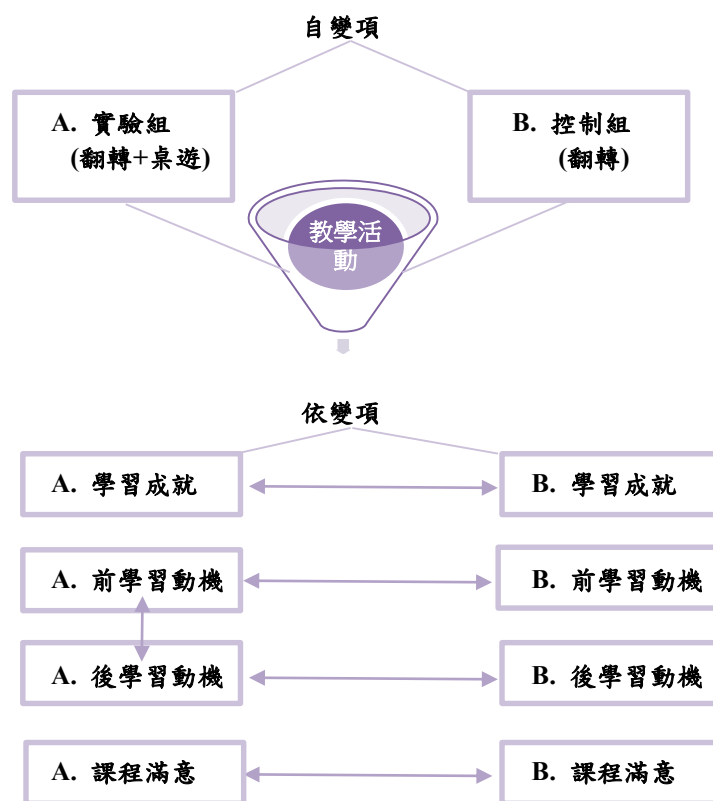 自變項
A. 實驗組
(翻轉+桌遊)
B. 控制組
(翻轉)
教學活
動
依變項
A. 學習成就
B. 學習成就
A. 前學習動機
B. 前學習動機
A. 後學習動機
B. 後學習動機
A. 課程滿意
B. 課程滿意